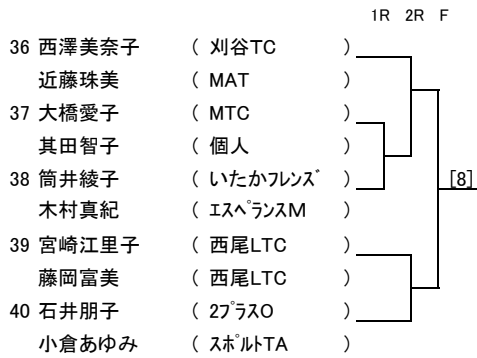 1R 2R F
36 西澤美奈子 ( 刈谷TC )
近藤珠美 ( MAT )
37 大橋愛子 ( MTC )
其田智子 ( 個人 )
38 筒井綾子 ( いたかフレンズ )
[8]
木村真紀 ( エスペランスM )
39 宮崎江里子 ( 西尾LTC )
藤岡富美 ( 西尾LTC )
40 石井朋子 ( 2プラスO )
小倉あゆみ ( スポルトTA )